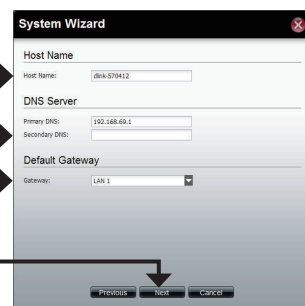 System Wizard
Host Name
Host Name: dlink-570412
DNS Server
Primary DNS: 192.168.69.1
Secondary DNS:
Default Gateway
Gateway: LAN 1
Previous Next Cancel